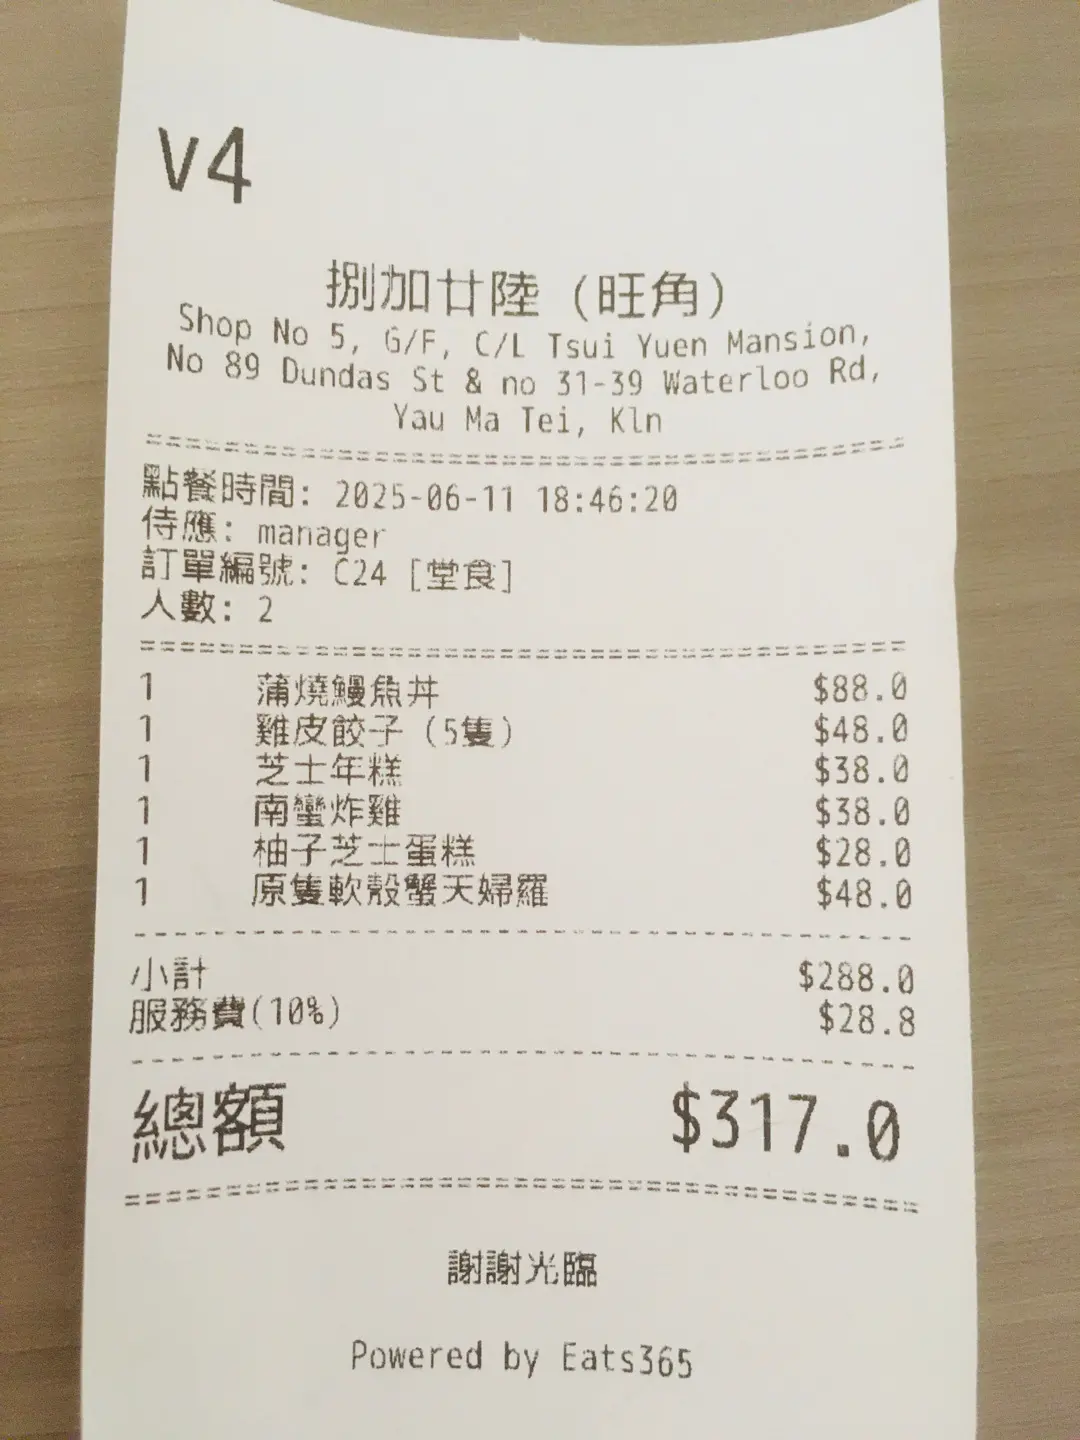 V4
捌加廿陸 (旺角)
Shop No 5, G/F, C/L Tsui Yuen Mansion,
No 89 Dundas St & no 31-39 Waterloo Rd,
Yau Ma Tei, Kln
點餐時間: 2025-06-11 18:46:20
侍應: manager
訂單編號: C24 [堂食]
人數: 2
1 蒲燒鰻魚丼 $88.0
1 雞皮餃子 (5隻) $48.0
1 芝士年糕 $38.0
1 南蠻炸雞 $38.0
1 柚子芝士蛋糕 $28.0
1 原隻軟殼蟹天婦羅 $48.0
小計 $288.0
服務費(10%) $28.8
總額 $317.0
謝謝光臨
Powered by Eats365